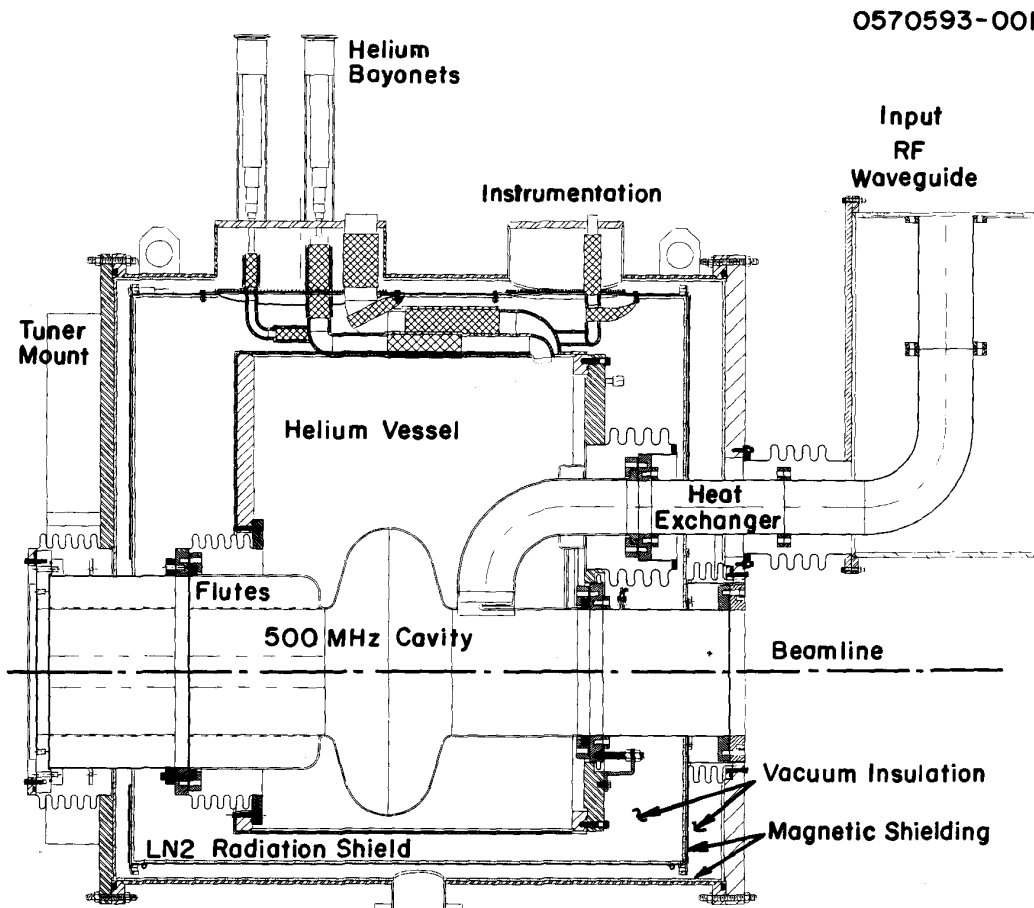 0570593-001
Helium
Bayonets
Input
RF
Waveguide
Instrumentation
Tuner
Mount
Helium Vessel
Heat
Exchanger
Flutes
500 MHz Cavity
Beamline
Vacuum Insulation
Magnetic Shielding
LN2 Radiation Shield